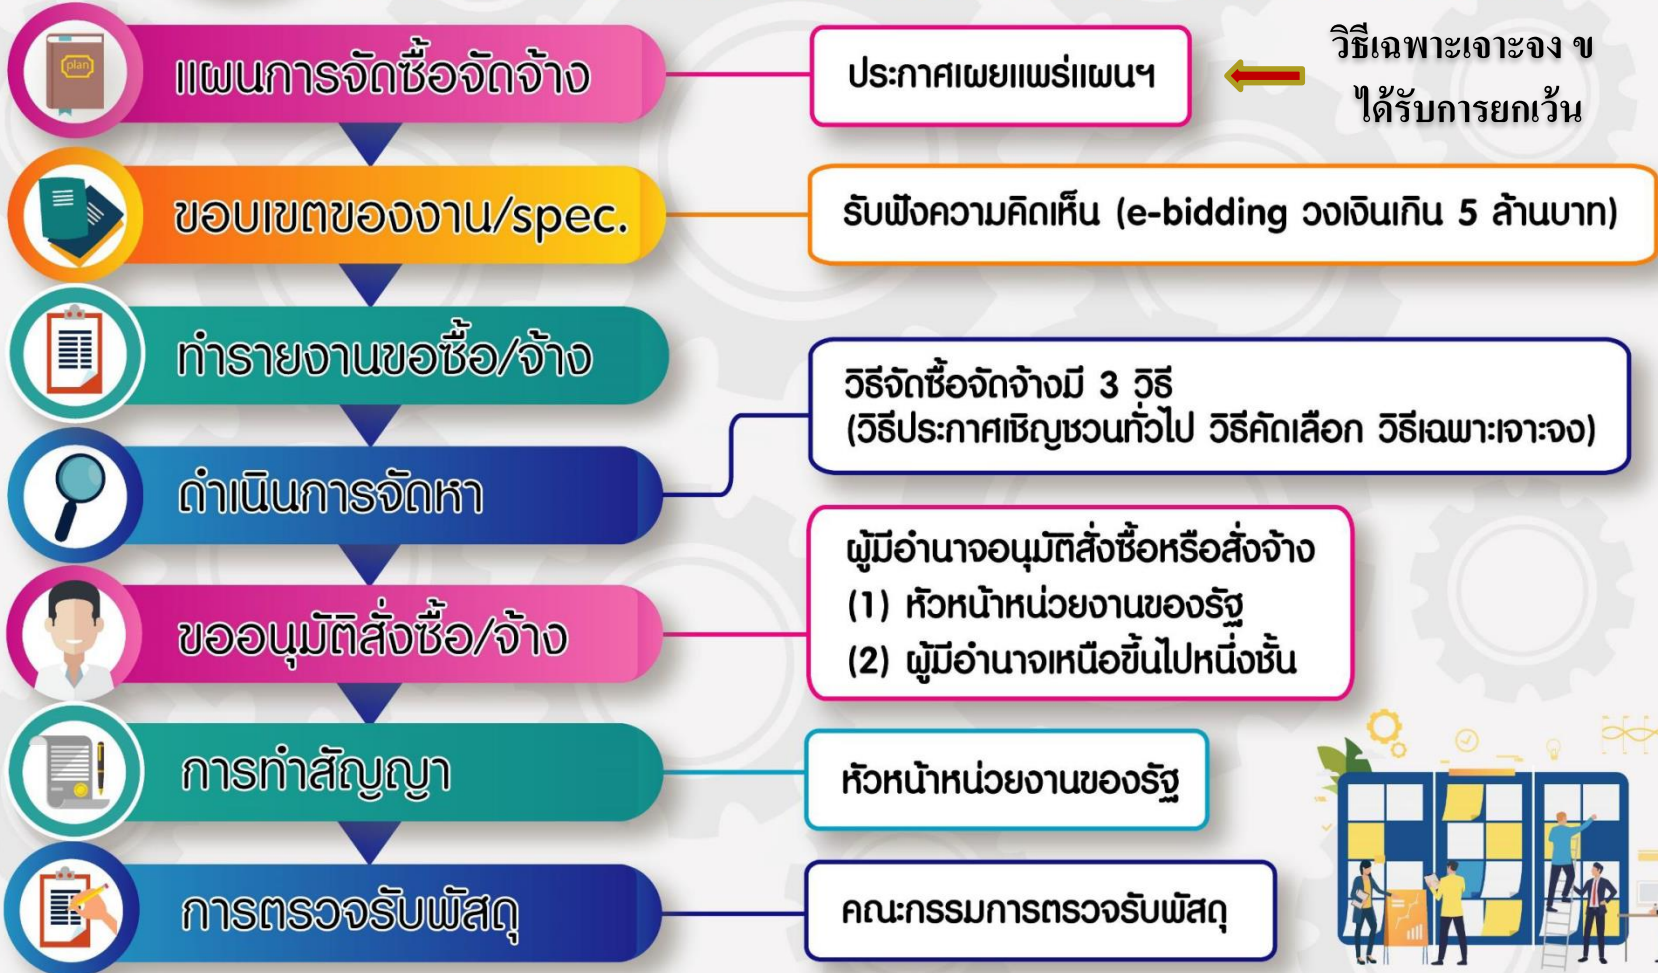 plan
แผนการจัดซื้อจัดจ้าง
ประกาศเผยแพร่แผนฯ
วิธีเฉพาะเจาะจง ข
ได้รับการยกเว้น
ขอบเขตของงาน/spec.
รับฟังความคิดเห็น (e-bidding วงเงินเกิน 5 ล้านบาท)
ทำรายงานขอซื้อ/จ้าง
วิธีจัดซื้อจัดจ้างมี 3 วิธี
(วิธีประกาศเชิญชวนทั่วไป วิธีคัดเลือก วิธีเฉพาะเจาะจง)
ดำเนินการจัดหา
ผู้มีอำนาจอนุมัติสั่งซื้อหรือสั่งจ้าง
(1) หัวหน้าหน่วยงานของรัฐ
(2) ผู้มีอำนาจเหนือขึ้นไปหนึ่งชั้น
ขออนุมัติสั่งซื้อ/จ้าง
การทำสัญญา
หัวหน้าหน่วยงานของรัฐ
การตรวจรับพัสดุ
คณะกรรมการตรวจรับพัสดุ